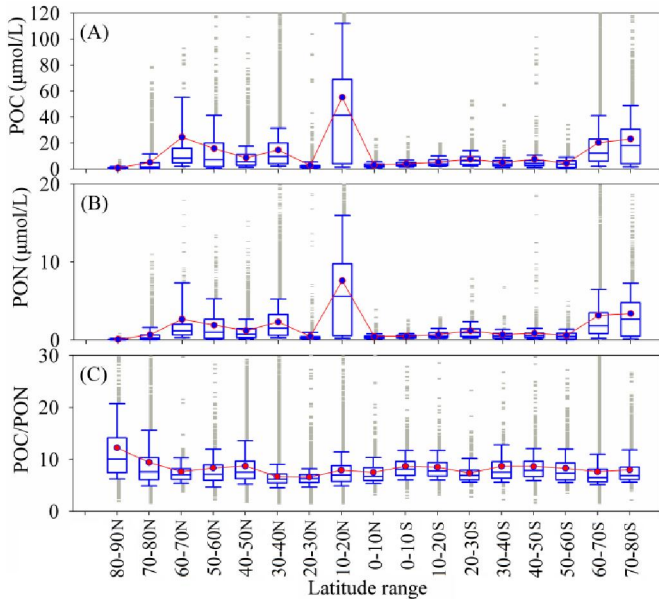 (A)
POC (μmol/L)
120
100
80
60
40
20
0
(B)
PON (μmol/L)
20
10
0
(C)
POC/PON
30
20
10
0
80-90N
70-80N
60-70N
50-60N
40-50N
30-40N
20-30N
10-20N
0-10N
0-10S
10-20S
20-30S
30-40S
40-50S
50-60S
60-70S
70-80S
Latitude range